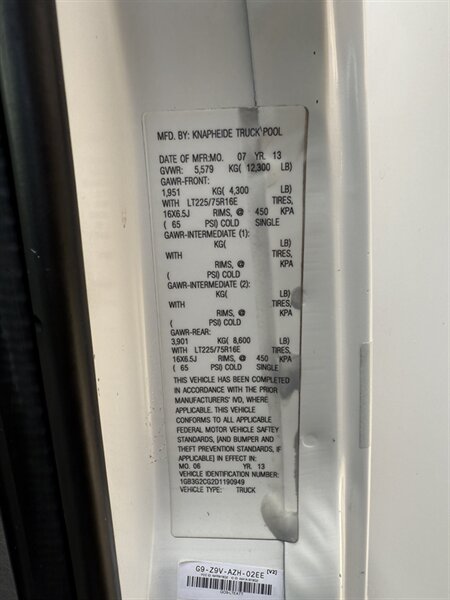 MFD. BY: KNAPHEIDE TRUCK POOL
DATE OF MFR:MO. 07 YR. 13
GVWR: 5,579 KG( 12,300 LB)
GAWR-FRONT:
1,951 KG( 4,300 LB)
WITH LT225/75R16E TIRES,
16X6.5J RIMS, @ 450 KPA
( 65 PSI) COLD SINGLE
GAWR-INTERMEDIATE (1):
KG( LB)
WITH TIRES,
RIMS, @ KPA
( PSI) COLD
GAWR-INTERMEDIATE (2):
KG( LB)
WITH TIRES,
RIMS, @ KPA
( PSI) COLD
GAWR-REAR:
3,901 KG( 8,600 LB)
WITH LT225/75R16E TIRES,
16X6.5J RIMS, @ 450 KPA
( 65 PSI) COLD SINGLE
THIS VEHICLE HAS BEEN COMPLETED
IN ACCORDANCE WITH THE PRIOR
MANUFACTURERS' IVD, WHERE
APPLICABLE. THIS VEHICLE
CONFORMS TO ALL APPLICABLE
FEDERAL MOTOR VEHICLE SAFTEY
STANDARDS, [AND BUMPER AND
THEFT PREVENTION STANDARDS, IF
APPLICABLE] IN EFFECT IN:
MO. 06 YR. 13
VEHICLE IDENTIFICATION NUMBER:
1GB3G2CG2D1190949
VEHICLE TYPE: TRUCK
G9-Z9V-AZH-02EE [V2]